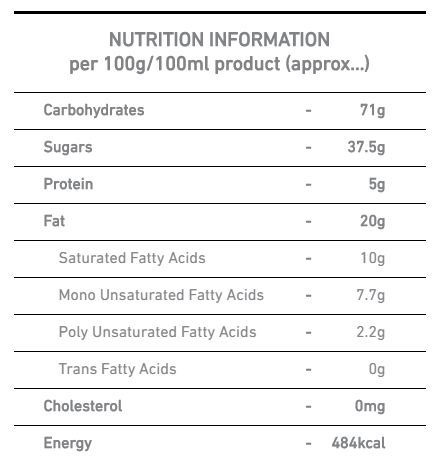 NUTRITION INFORMATION
per 100g/100ml product (approx...)
Carbohydrates - 71g
Sugars - 37.5g
Protein - 5g
Fat - 20g
Saturated Fatty Acids - 10g
Mono Unsaturated Fatty Acids - 7.7g
Poly Unsaturated Fatty Acids - 2.2g
Trans Fatty Acids - 0g
Cholesterol - 0mg
Energy - 484kcal